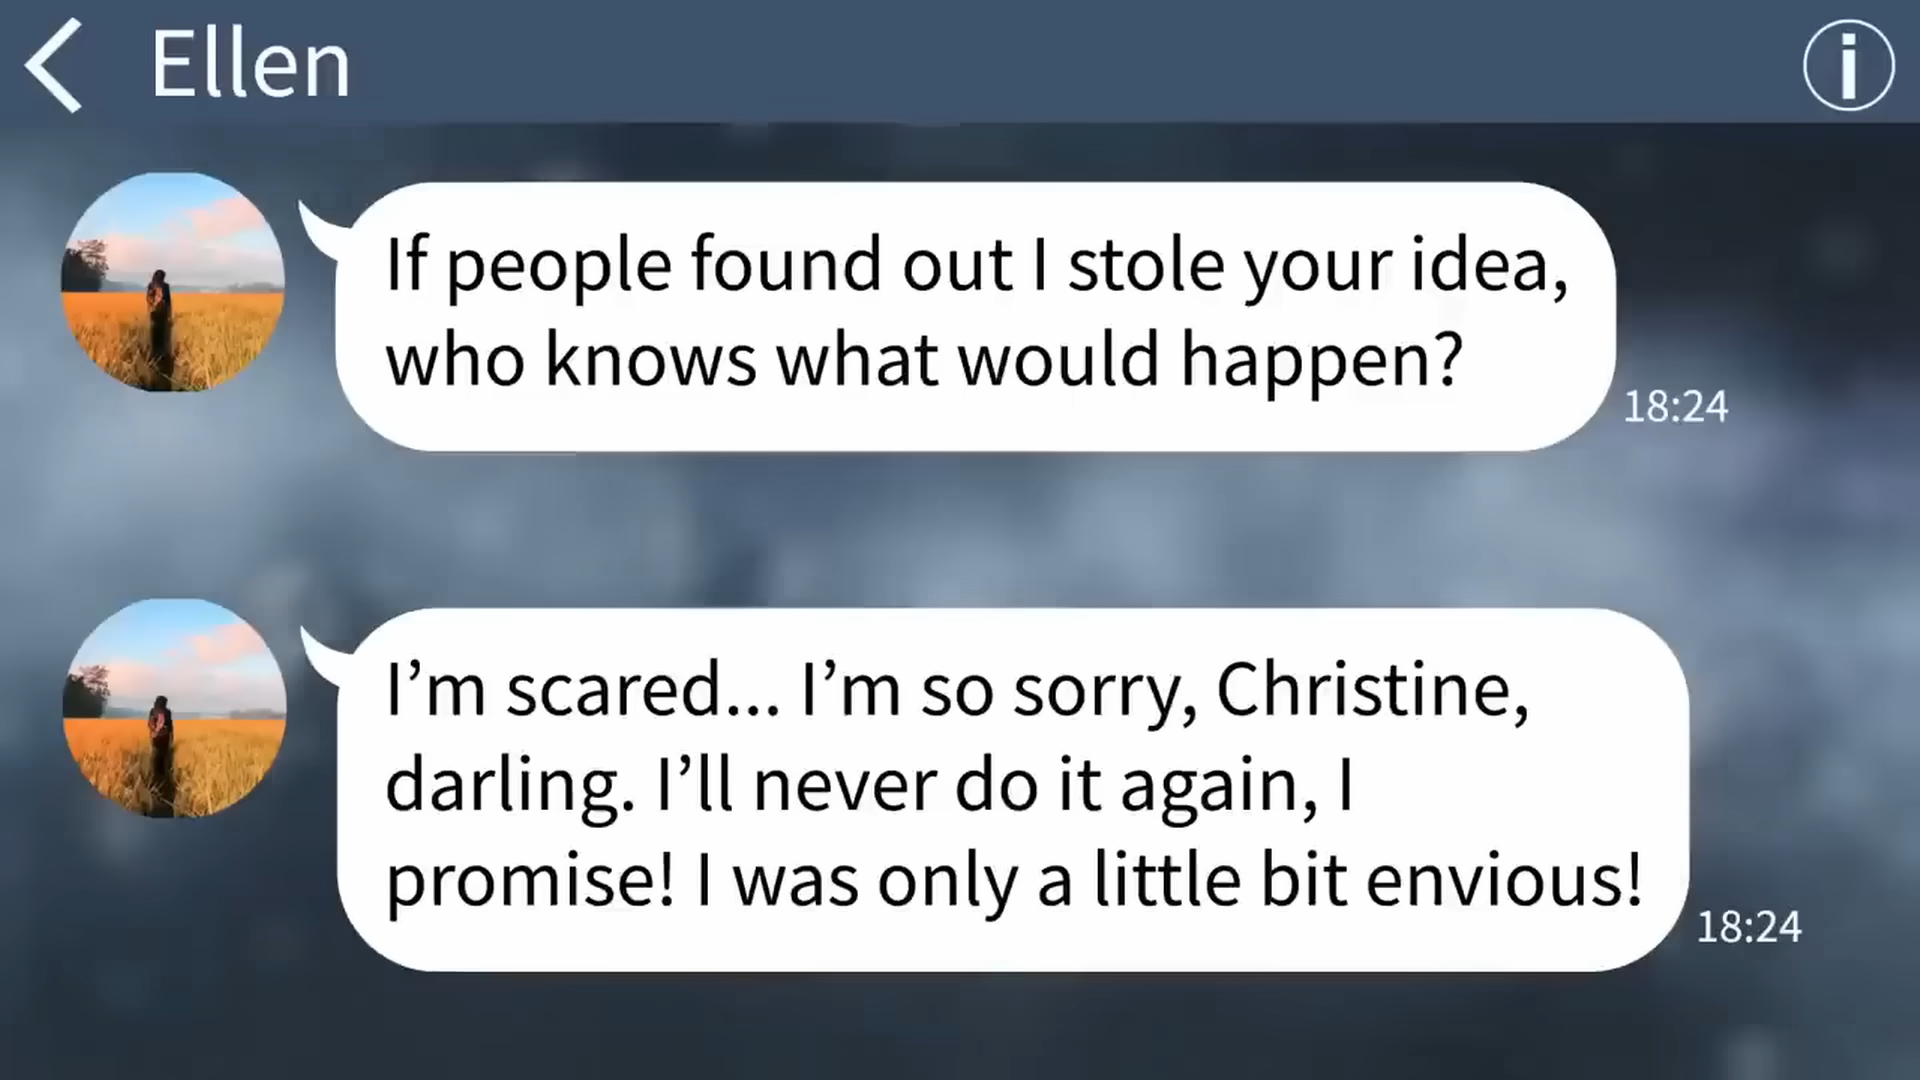 Ellen
If people found out I stole your idea,
who knows what would happen?
18:24
I’m scared... I’m so sorry, Christine,
darling. I’ll never do it again, I
promise! I was only a little bit envious!
18:24